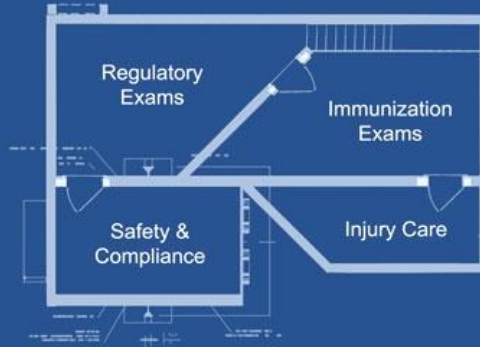 Regulatory
Exams
Immunization
Exams
Safety &
Compliance
Injury Care